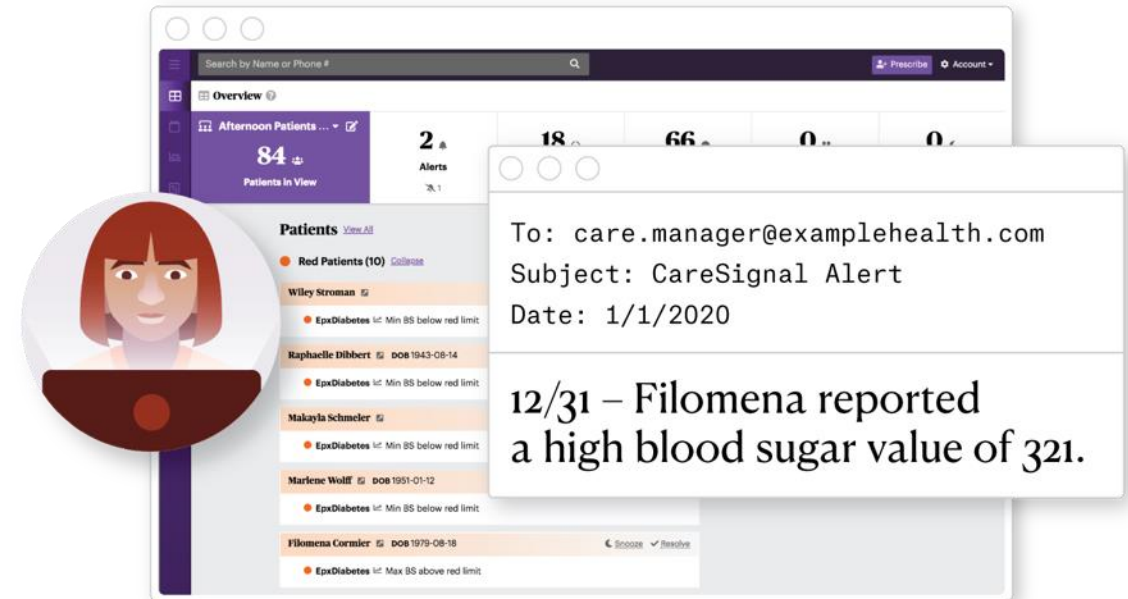 Search by Name or Phone #
Prescribe
Account
Overview
Afternoon Patients ...
84
Patients in View
2
Alerts
1
18
66
0
0
Patients View All
Red Patients (10) Collapse
Wiley Stroman
EpxDiabetes Min BS below red limit
Raphaelle Dibbert DOB 1943-08-14
EpxDiabetes Min BS below red limit
Makayla Schmeler
EpxDiabetes Min BS below red limit
Marlene Wolff DOB 1951-01-12
EpxDiabetes Min BS below red limit
Filomena Cormier DOB 1979-08-18 Snooze Resolve
EpxDiabetes Max BS above red limit
To: care.manager@examplehealth.com
Subject: CareSignal Alert
Date: 1/1/2020
12/31 – Filomena reported
a high blood sugar value of 321.